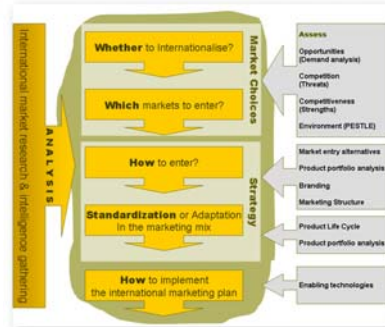 International market research & intelligence gathering
ANALYSIS
Whether to Internationalise?
Which markets to enter?
Market Choices
How to enter?
Standardization or Adaptation
In the marketing mix
Strategy
How to implement
the international marketing plan
Assess
Opportunities
(Demand analysis)
Competition
(Threats)
Competitiveness
(Strengths)
Environment (PESTLE)
Market entry alternatives
Product portfolio analysis
Branding
Marketing Structure
Product Life Cycle
Product portfolio analysis
Enabling technologies